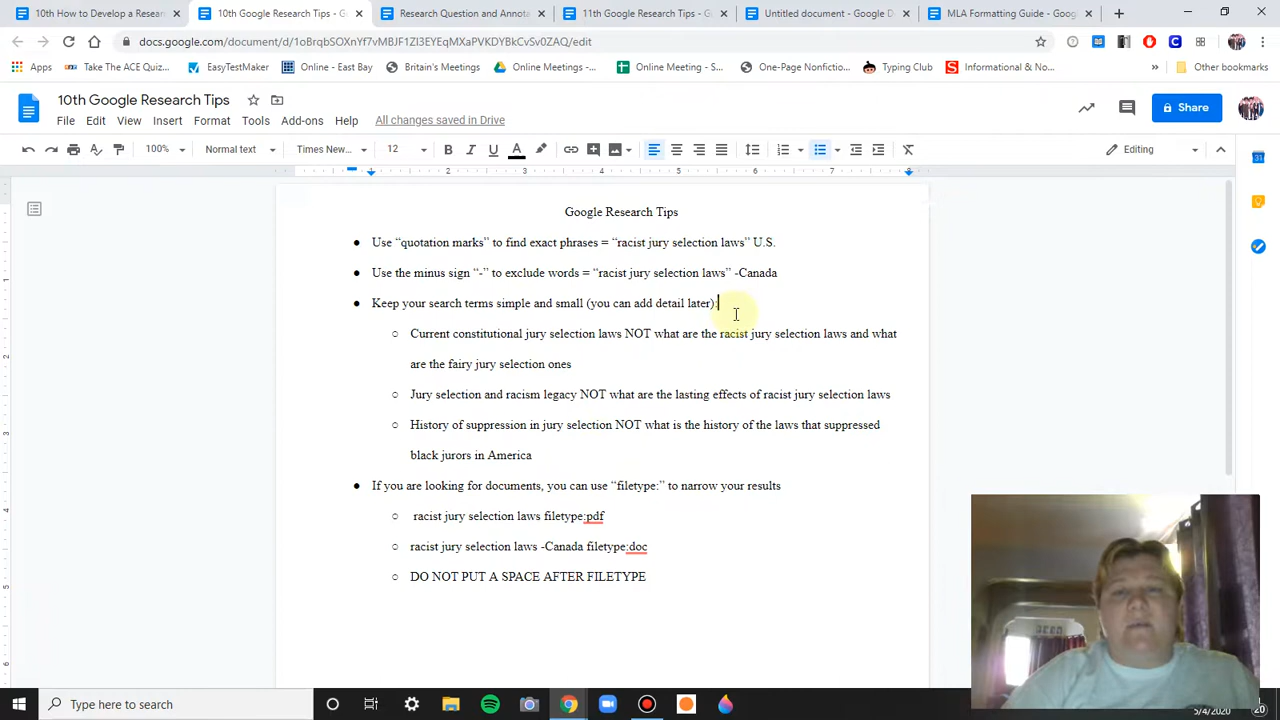 10th How to Develop a Resear
10th Google Research Tips - G
Research Question and Annota
11th Google Research Tips - G
Untitled document - Google D
MLA Formatting Guide - Googl
docs.google.com/document/d/1oBrqbSOXnYf7vMBJF1ZI3EYEqMXaPVKDYBkCvSv0ZAQ/edit
Apps
Take The ACE Quiz...
EasyTestMaker
Online - East Bay
Britain's Meetings
Online Meetings -...
Online Meeting - S...
One-Page Nonfictio...
Typing Club
Informational & No...
»
Other bookmarks
10th Google Research Tips
Share
File Edit View Insert Format Tools Add-ons Help All changes saved in Drive
100% Normal text Times New... 12 B I U A Editing
2 3 4 5 6 7
Google Research Tips
● Use “quotation marks” to find exact phrases = “racist jury selection laws” U.S.
● Use the minus sign “-” to exclude words = “racist jury selection laws” -Canada
● Keep your search terms simple and small (you can add detail later):
○ Current constitutional jury selection laws NOT what are the racist jury selection laws and what
are the fairy jury selection ones
○ Jury selection and racism legacy NOT what are the lasting effects of racist jury selection laws
○ History of suppression in jury selection NOT what is the history of the laws that suppressed
black jurors in America
● If you are looking for documents, you can use “filetype:” to narrow your results
○ racist jury selection laws filetype:pdf
○ racist jury selection laws -Canada filetype:doc
○ DO NOT PUT A SPACE AFTER FILETYPE
Type here to search
5/4/2020
20